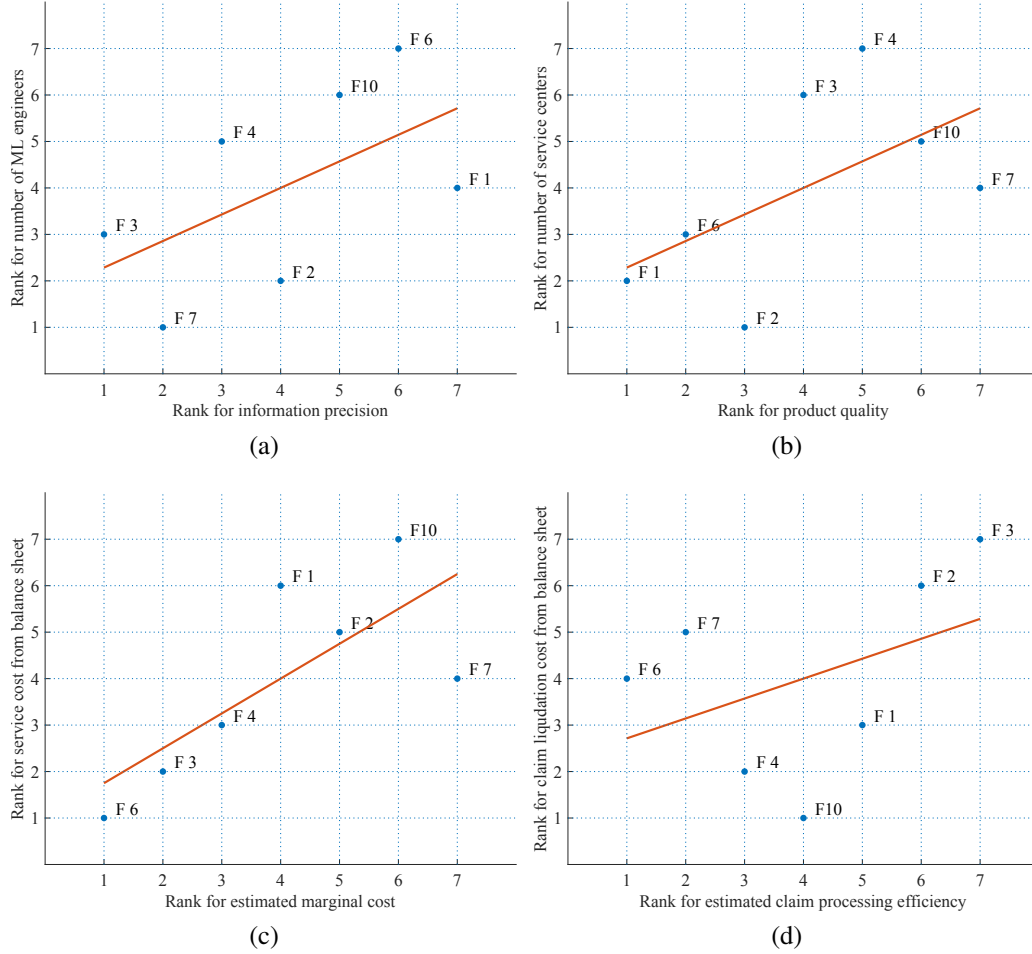 Rank for number of ML engineers
7
6
5
4
3
2
1
F 6
F10
F 4
F 1
F 3
F 2
F 7
1 2 3 4 5 6 7
Rank for information precision
(a)
Rank for number of service centers
7
6
5
4
3
2
1
F 4
F 3
F10
F 7
F 6
F 1
F 2
1 2 3 4 5 6 7
Rank for product quality
(b)
Rank for service cost from balance sheet
7
6
5
4
3
2
1
F10
F 1
F 2
F 7
F 4
F 3
F 6
1 2 3 4 5 6 7
Rank for estimated marginal cost
(c)
Rank for claim liqudation cost from balance sheet
7
6
5
4
3
2
1
F 3
F 2
F 7
F 6
F 1
F 4
F10
1 2 3 4 5 6 7
Rank for estimated claim processing efficiency
(d)